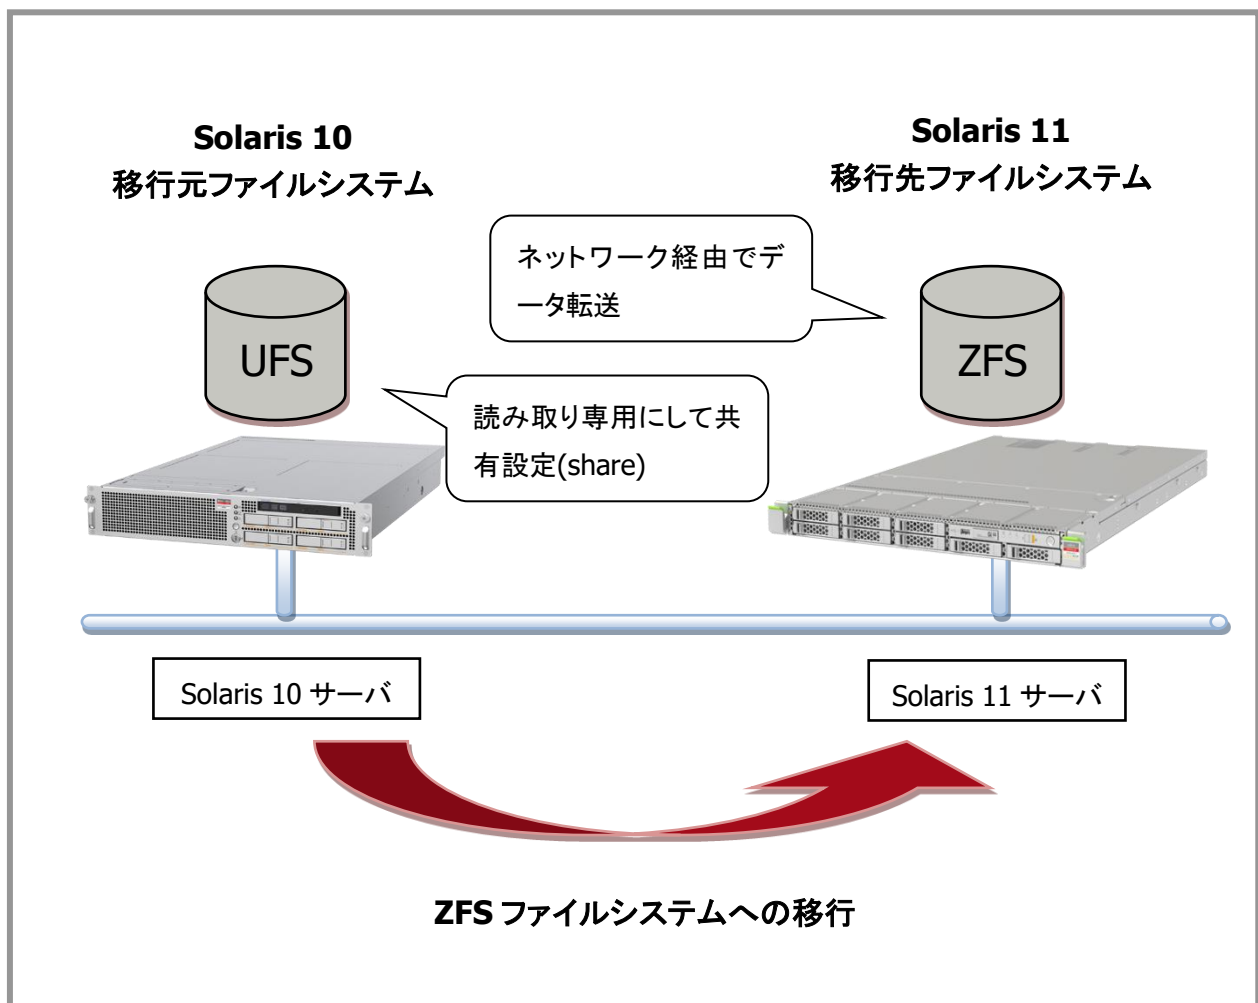 Solaris 10
移行元ファイルシステム
Solaris 11
移行先ファイルシステム
ネットワーク経由でデ
ータ転送
UFS
ZFS
読み取り専用にして共
有設定(share)
Solaris 10 サーバ
Solaris 11 サーバ
ZFS ファイルシステムへの移行